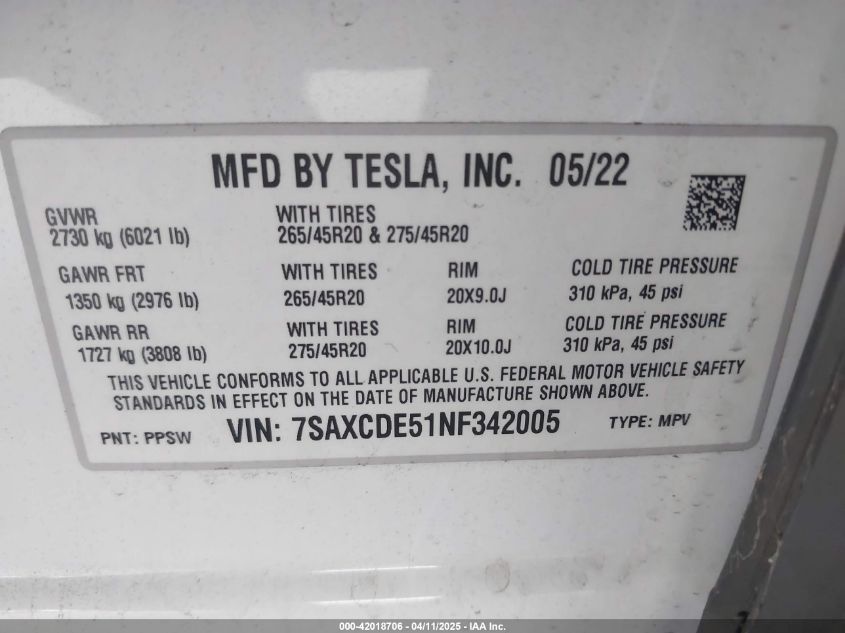 MFD BY TESLA, INC. 05/22
GVWR WITH TIRES
2730 kg (6021 lb) 265/45R20 & 275/45R20
GAWR FRT WITH TIRES RIM COLD TIRE PRESSURE
1350 kg (2976 lb) 265/45R20 20X9.0J 310 kPa, 45 psi
GAWR RR WITH TIRES RIM COLD TIRE PRESSURE
1727 kg (3808 lb) 275/45R20 20X10.0J 310 kPa, 45 psi
THIS VEHICLE CONFORMS TO ALL APPLICABLE U.S. FEDERAL MOTOR VEHICLE SAFETY
STANDARDS IN EFFECT ON THE DATE OF MANUFACTURE SHOWN ABOVE.
PNT: PPSW VIN: 7SAXCDE51NF342005 TYPE: MPV
000-42018706 - 04/11/2025 - IAA Inc.